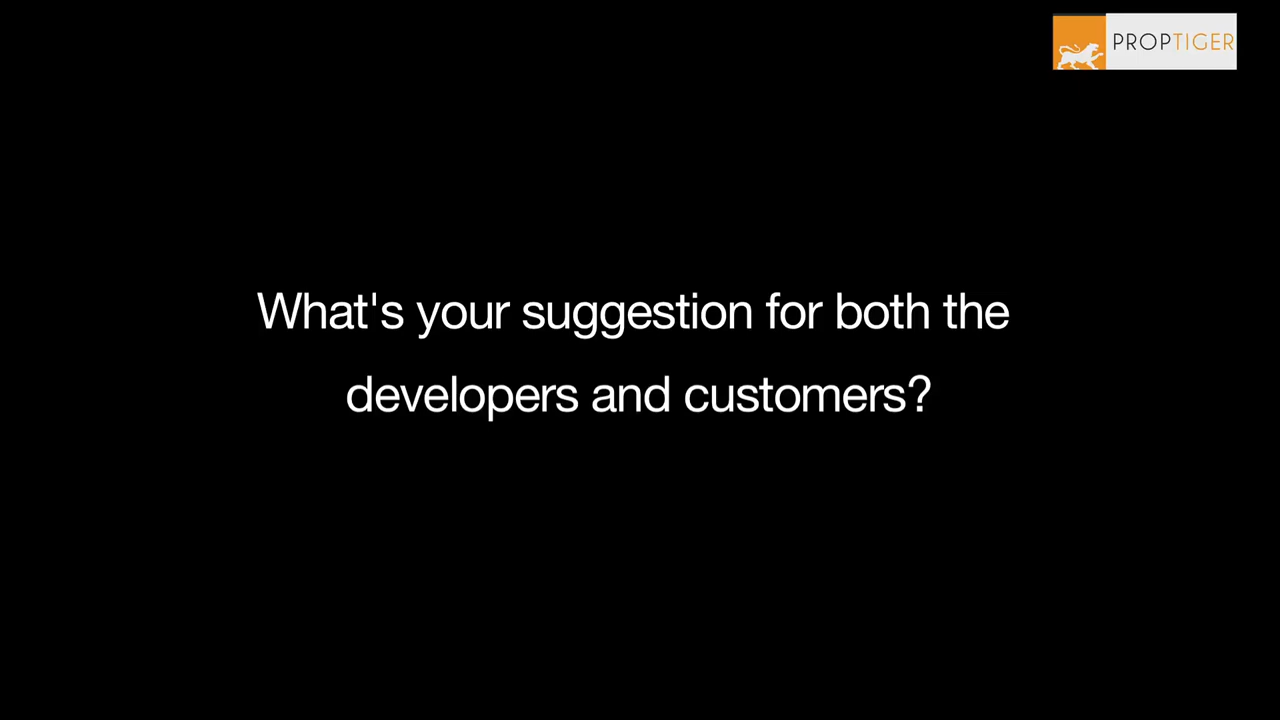 PROPTIGER
What's your suggestion for both the
developers and customers?